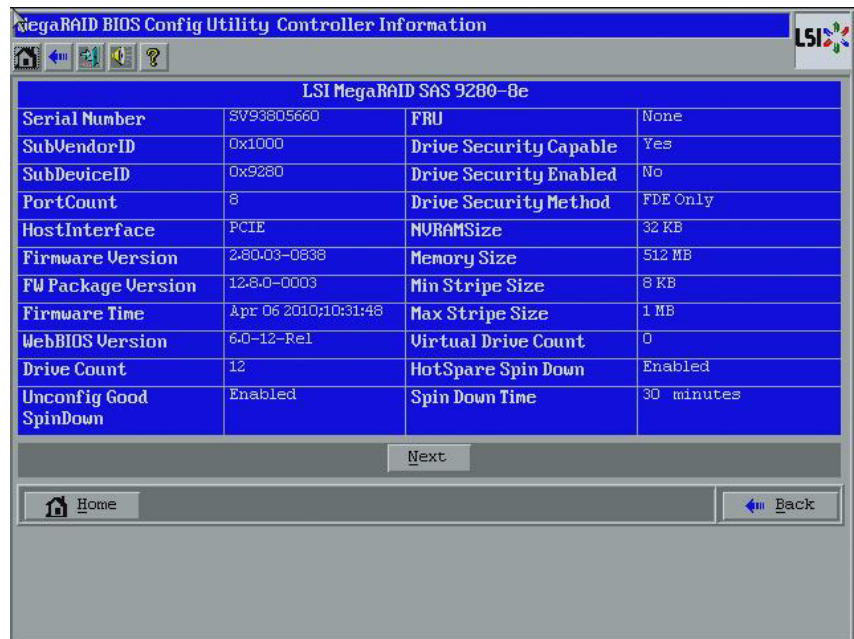 MegaRAID BIOS Config Utility Controller Information
LSI
LSI MegaRAID SAS 9280-8e
Serial Number SV93805660 FRU None
SubVendorID 0x1000 Drive Security Capable Yes
SubDeviceID 0x9280 Drive Security Enabled No
PortCount 8 Drive Security Method FDE Only
HostInterface PCIE NVRAMSize 32 KB
Firmware Version 2.80.03-0838 Memory Size 512 MB
FW Package Version 12.8.0-0003 Min Stripe Size 8 KB
Firmware Time Apr 06 2010;10:31:48 Max Stripe Size 1 MB
WebBIOS Version 6.0-12-Rel Virtual Drive Count 0
Drive Count 12 HotSpare Spin Down Enabled
Unconfig Good Enabled Spin Down Time 30 minutes
SpinDown
Next
Home Back